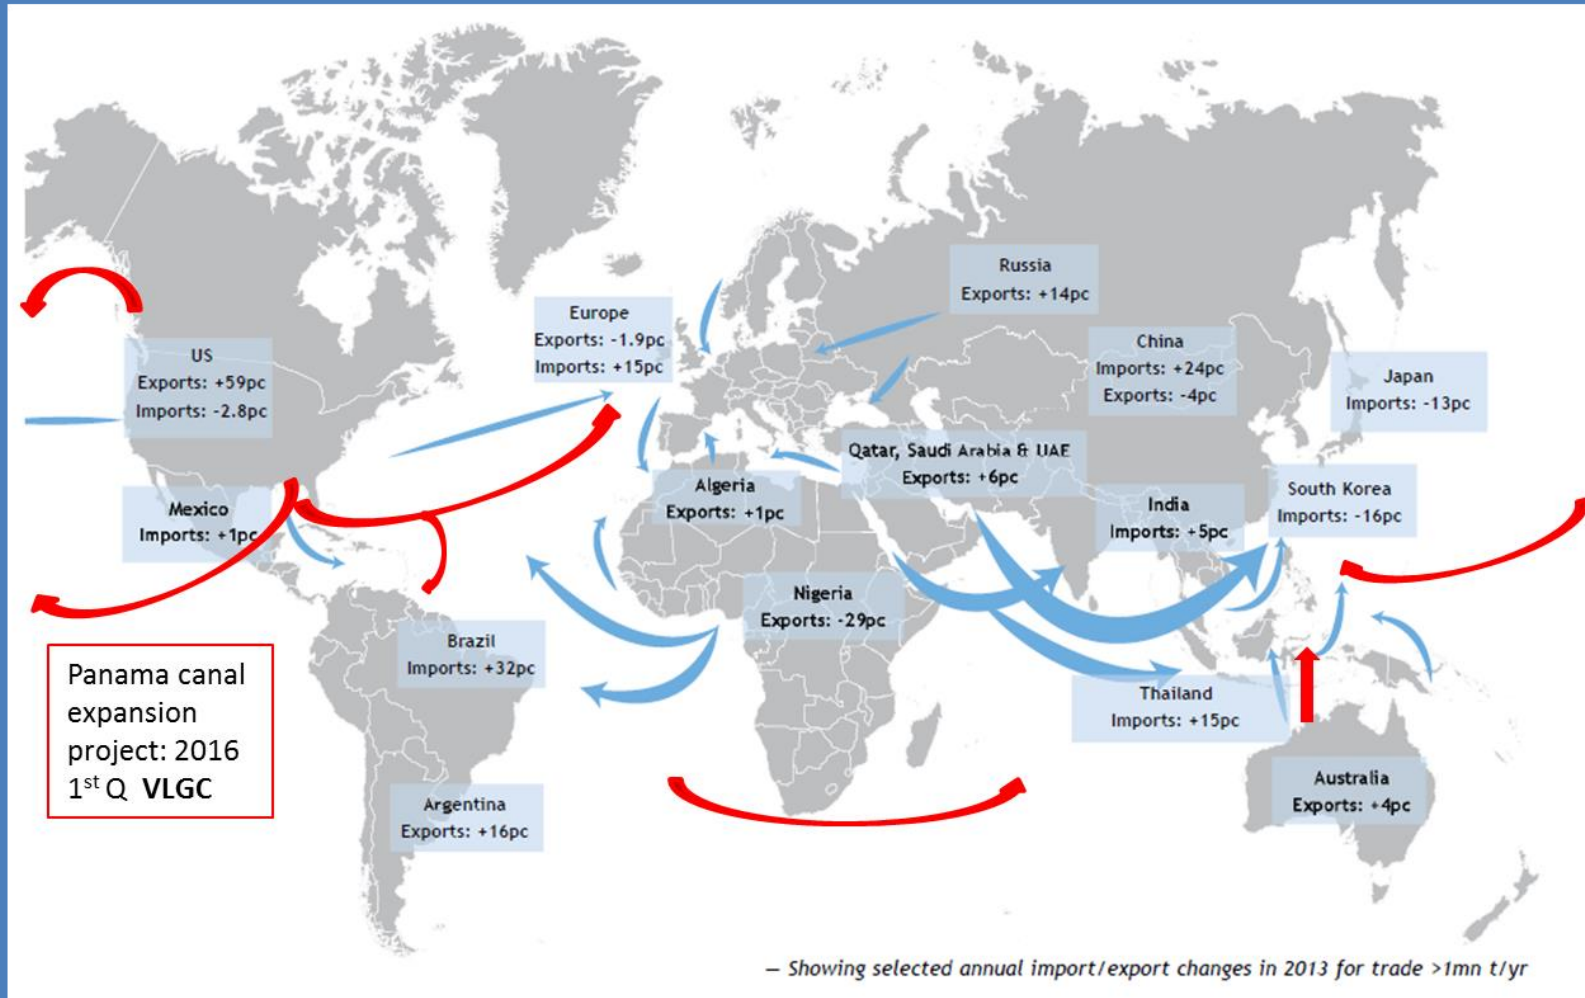 Russia
Exports: +14pc
Europe
Exports: -1.9pc
Imports: +15pc
US
Exports: +59pc
Imports: -2.8pc
China
Imports: +24pc
Exports: -4pc
Japan
Imports: -13pc
Qatar, Saudi Arabia & UAE
Exports: +6pc
Algeria
Exports: +1pc
Mexico
Imports: +1pc
India
Imports: +5pc
South Korea
Imports: -16pc
Nigeria
Exports: -29pc
Brazil
Imports: +32pc
Thailand
Imports: +15pc
Panama canal
expansion
project: 2016
1st Q VLGC
Argentina
Exports: +16pc
Australia
Exports: +4pc
— Showing selected annual import/export changes in 2013 for trade >1mn t/yr